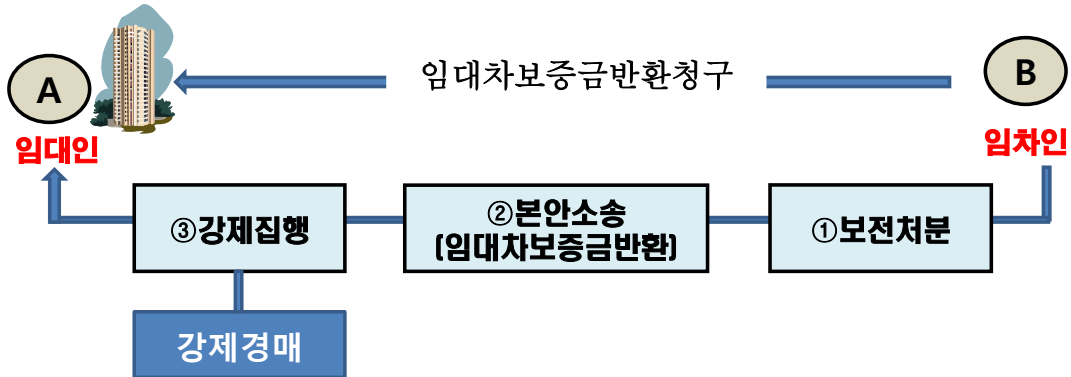 A
임대차보증금반환청구
B
임대인
임차인
③강제집행
②본안소송
(임대차보증금반환)
①보전처분
강제경매